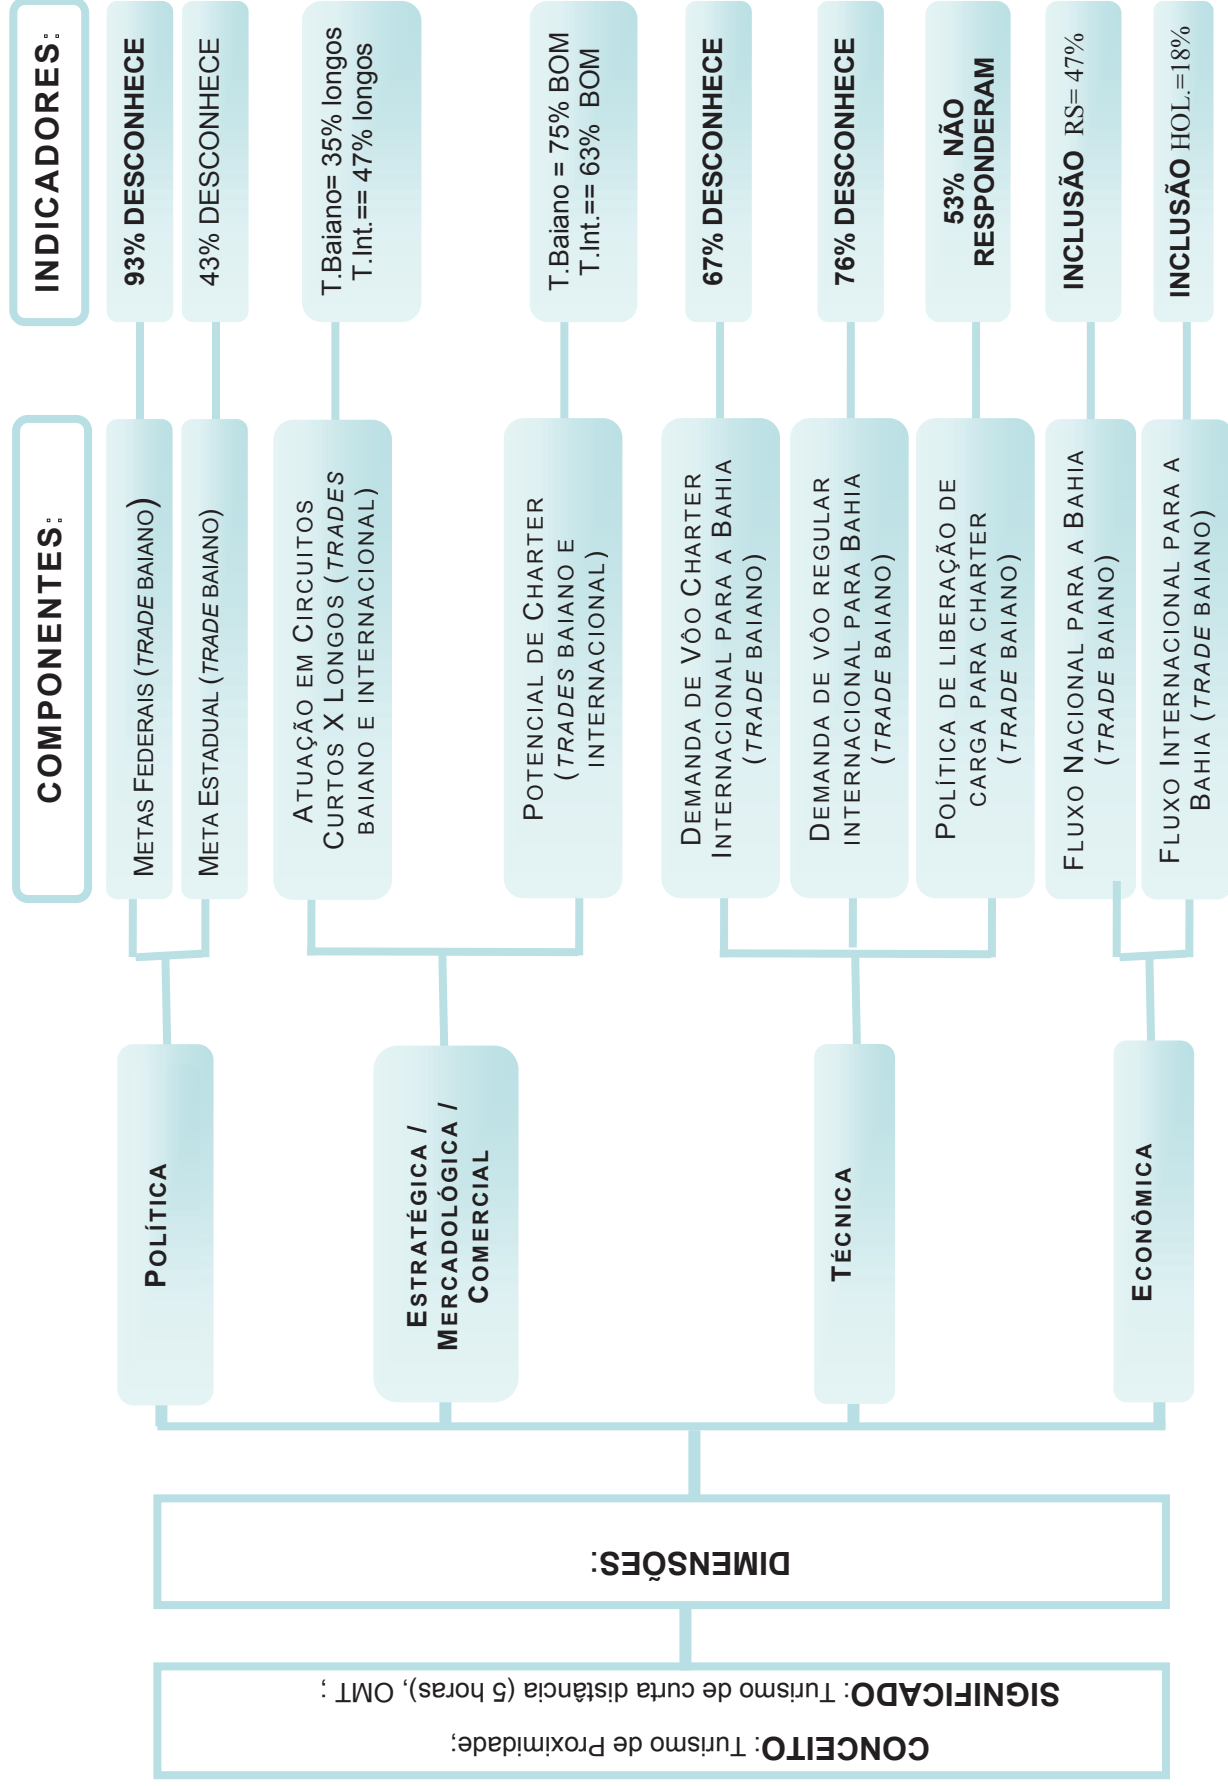 CONCEITO: Turismo de Proximidade;
SIGNIFICADO: Turismo de curta distância (5 horas), OMT ;
DIMENSÕES:
POLÍTICA
ESTRATÉGICA /
MERCADOLÓGICA /
COMERCIAL
TÉCNICA
ECONÔMICA
COMPONENTES:
METAS FEDERAIS (TRADE BAIANO)
META ESTADUAL (TRADE BAIANO)
ATUAÇÃO EM CIRCUITOS
CURTOS X LONGOS (TRADES
BAIANO E INTERNACIONAL)
POTENCIAL DE CHARTER
(TRADES BAIANO E
INTERNACIONAL)
DEMANDA DE VÔO CHARTER
INTERNACIONAL PARA A BAHIA
(TRADE BAIANO)
DEMANDA DE VÔO REGULAR
INTERNACIONAL PARA BAHIA
(TRADE BAIANO)
POLÍTICA DE LIBERAÇÃO DE
CARGA PARA CHARTER
(TRADE BAIANO)
FLUXO NACIONAL PARA A BAHIA
(TRADE BAIANO)
FLUXO INTERNACIONAL PARA A
BAHIA (TRADE BAIANO)
INDICADORES:
93% DESCONHECE
43% DESCONHECE
T.Baiano= 35% longos
T.Int.== 47% longos
T.Baiano = 75% BOM
T.Int.== 63% BOM
67% DESCONHECE
76% DESCONHECE
53% NÃO
RESPONDERAM
INCLUSÃO RS= 47%
INCLUSÃO HOL.=18%